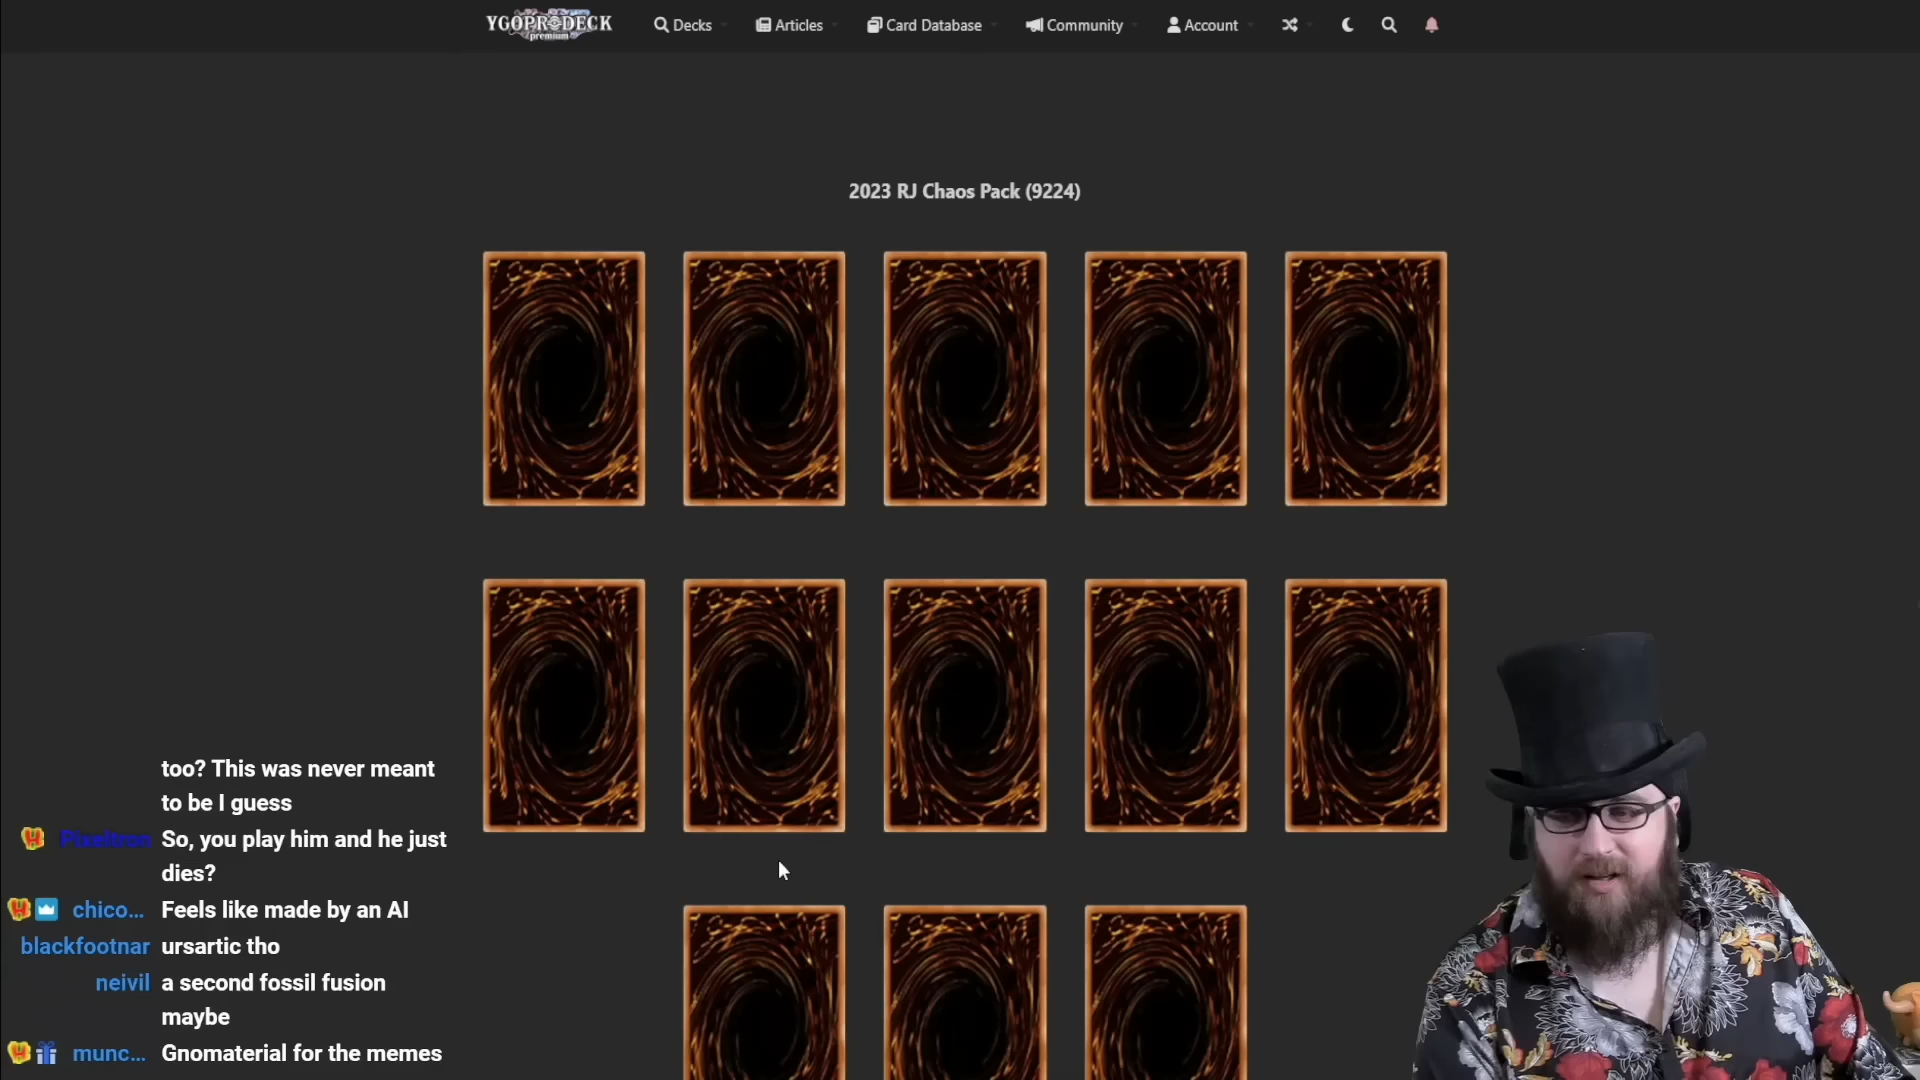 YGOPRODECK
premium
Decks
Articles
Card Database
Community
Account
2023 RJ Chaos Pack (9224)
too? This was never meant
to be I guess
Pixeltron So, you play him and he just
dies?
chico... Feels like made by an AI
blackfootnar ursartic tho
neivil a second fossil fusion
maybe
munc... Gnomaterial for the memes